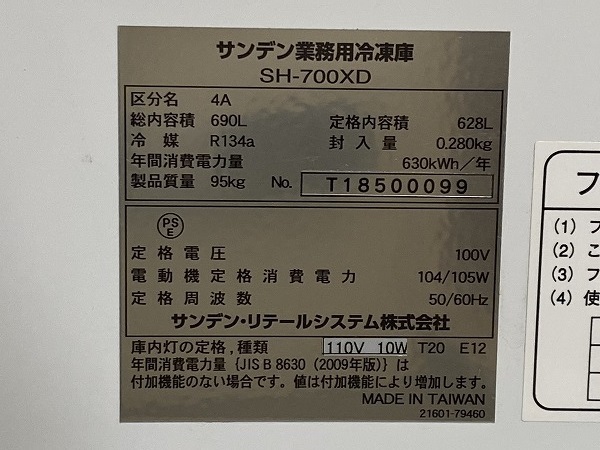 サンデン業務用冷凍庫
SH-700XD
区分名 4A
総内容積 690L 定格内容積 628L
冷媒 R134a 封入量 0.280kg
年間消費電力量 630kWh/年
製品質量 95kg No. T18500099
PS
E
定格電圧 100V
電動機定格消費電力 104/105W
定格周波数 50/60Hz
サンデン・リテールシステム株式会社
庫内灯の定格,種類 110V 10W T20 E12
年間消費電力量 {JIS B 8630 (2009年版)} は
付加機能のない場合です。値は付加機能により増加します。
MADE IN TAIWAN
21601-79460
フ
(1) フ
(2) こ
(3) フ
(4) 使